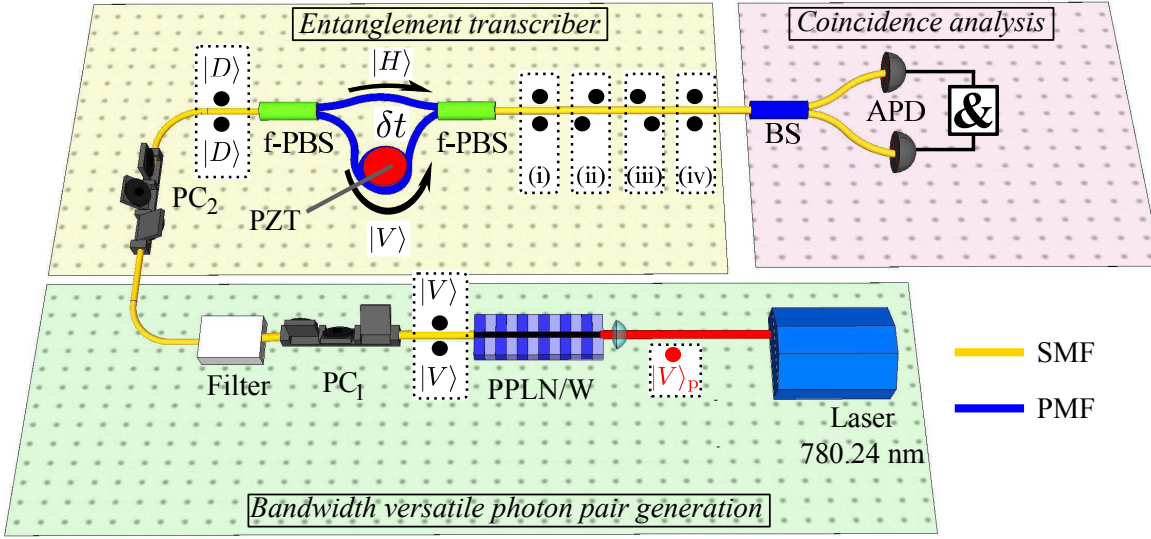 Entanglement transcriber
Coincidence analysis
|D⟩
|H⟩
δt
f-PBS
f-PBS
|D⟩
PZT
|V⟩
PC2
(i)
(ii)
(iii)
(iv)
BS
APD
&
|V⟩
|V⟩
Filter
PC1
PPLN/W
|V⟩p
Laser
780.24 nm
SMF
PMF
Bandwidth versatile photon pair generation